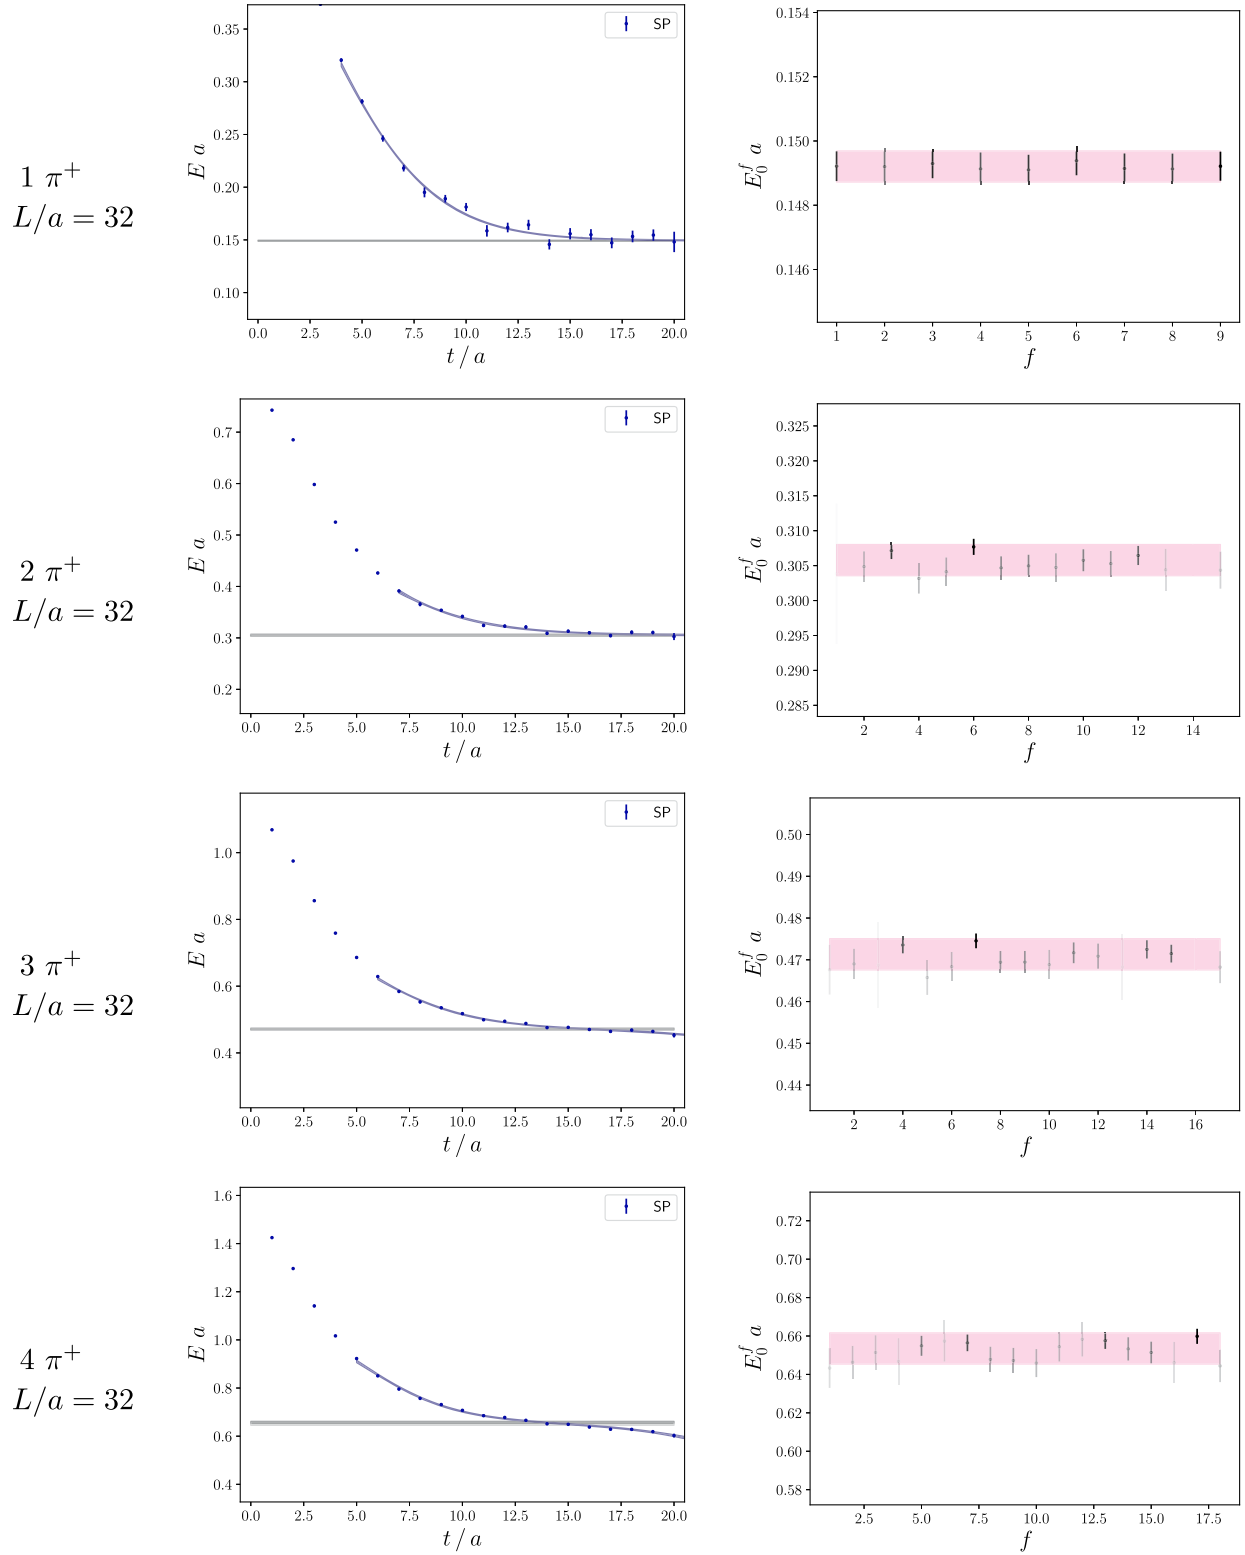 1 π⁺
L/a = 32
E a
0.35
0.30
0.25
0.20
0.15
0.10
SP
0.0 2.5 5.0 7.5 10.0 12.5 15.0 17.5 20.0
t / a
E₀ᶠ a
0.154
0.152
0.150
0.148
0.146
1 2 3 4 5 6 7 8 9
f
2 π⁺
L/a = 32
E a
0.7
0.6
0.5
0.4
0.3
0.2
SP
0.0 2.5 5.0 7.5 10.0 12.5 15.0 17.5 20.0
t / a
E₀ᶠ a
0.325
0.320
0.315
0.310
0.305
0.300
0.295
0.290
0.285
2 4 6 8 10 12 14
f
3 π⁺
L/a = 32
E a
1.0
0.8
0.6
0.4
SP
0.0 2.5 5.0 7.5 10.0 12.5 15.0 17.5 20.0
t / a
E₀ᶠ a
0.50
0.49
0.48
0.47
0.46
0.45
0.44
2 4 6 8 10 12 14 16
f
4 π⁺
L/a = 32
E a
1.6
1.4
1.2
1.0
0.8
0.6
0.4
SP
0.0 2.5 5.0 7.5 10.0 12.5 15.0 17.5 20.0
t / a
E₀ᶠ a
0.72
0.70
0.68
0.66
0.64
0.62
0.60
0.58
2.5 5.0 7.5 10.0 12.5 15.0 17.5
f